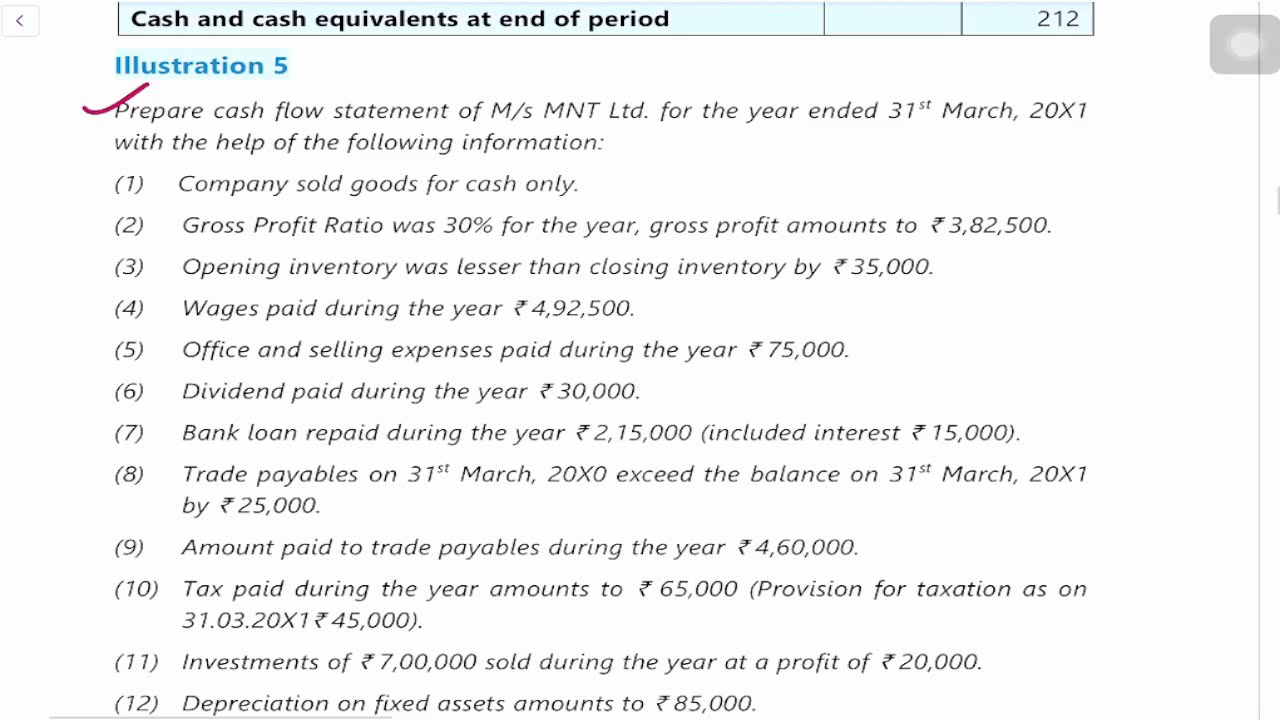 Cash and cash equivalents at end of period 212
Illustration 5
Prepare cash flow statement of M/s MNT Ltd. for the year ended 31st March, 20X1
with the help of the following information:
(1) Company sold goods for cash only.
(2) Gross Profit Ratio was 30% for the year, gross profit amounts to ₹ 3,82,500.
(3) Opening inventory was lesser than closing inventory by ₹ 35,000.
(4) Wages paid during the year ₹ 4,92,500.
(5) Office and selling expenses paid during the year ₹ 75,000.
(6) Dividend paid during the year ₹ 30,000.
(7) Bank loan repaid during the year ₹ 2,15,000 (included interest ₹ 15,000).
(8) Trade payables on 31st March, 20X0 exceed the balance on 31st March, 20X1
by ₹ 25,000.
(9) Amount paid to trade payables during the year ₹ 4,60,000.
(10) Tax paid during the year amounts to ₹ 65,000 (Provision for taxation as on
31.03.20X1 ₹ 45,000).
(11) Investments of ₹ 7,00,000 sold during the year at a profit of ₹ 20,000.
(12) Depreciation on fixed assets amounts to ₹ 85,000.